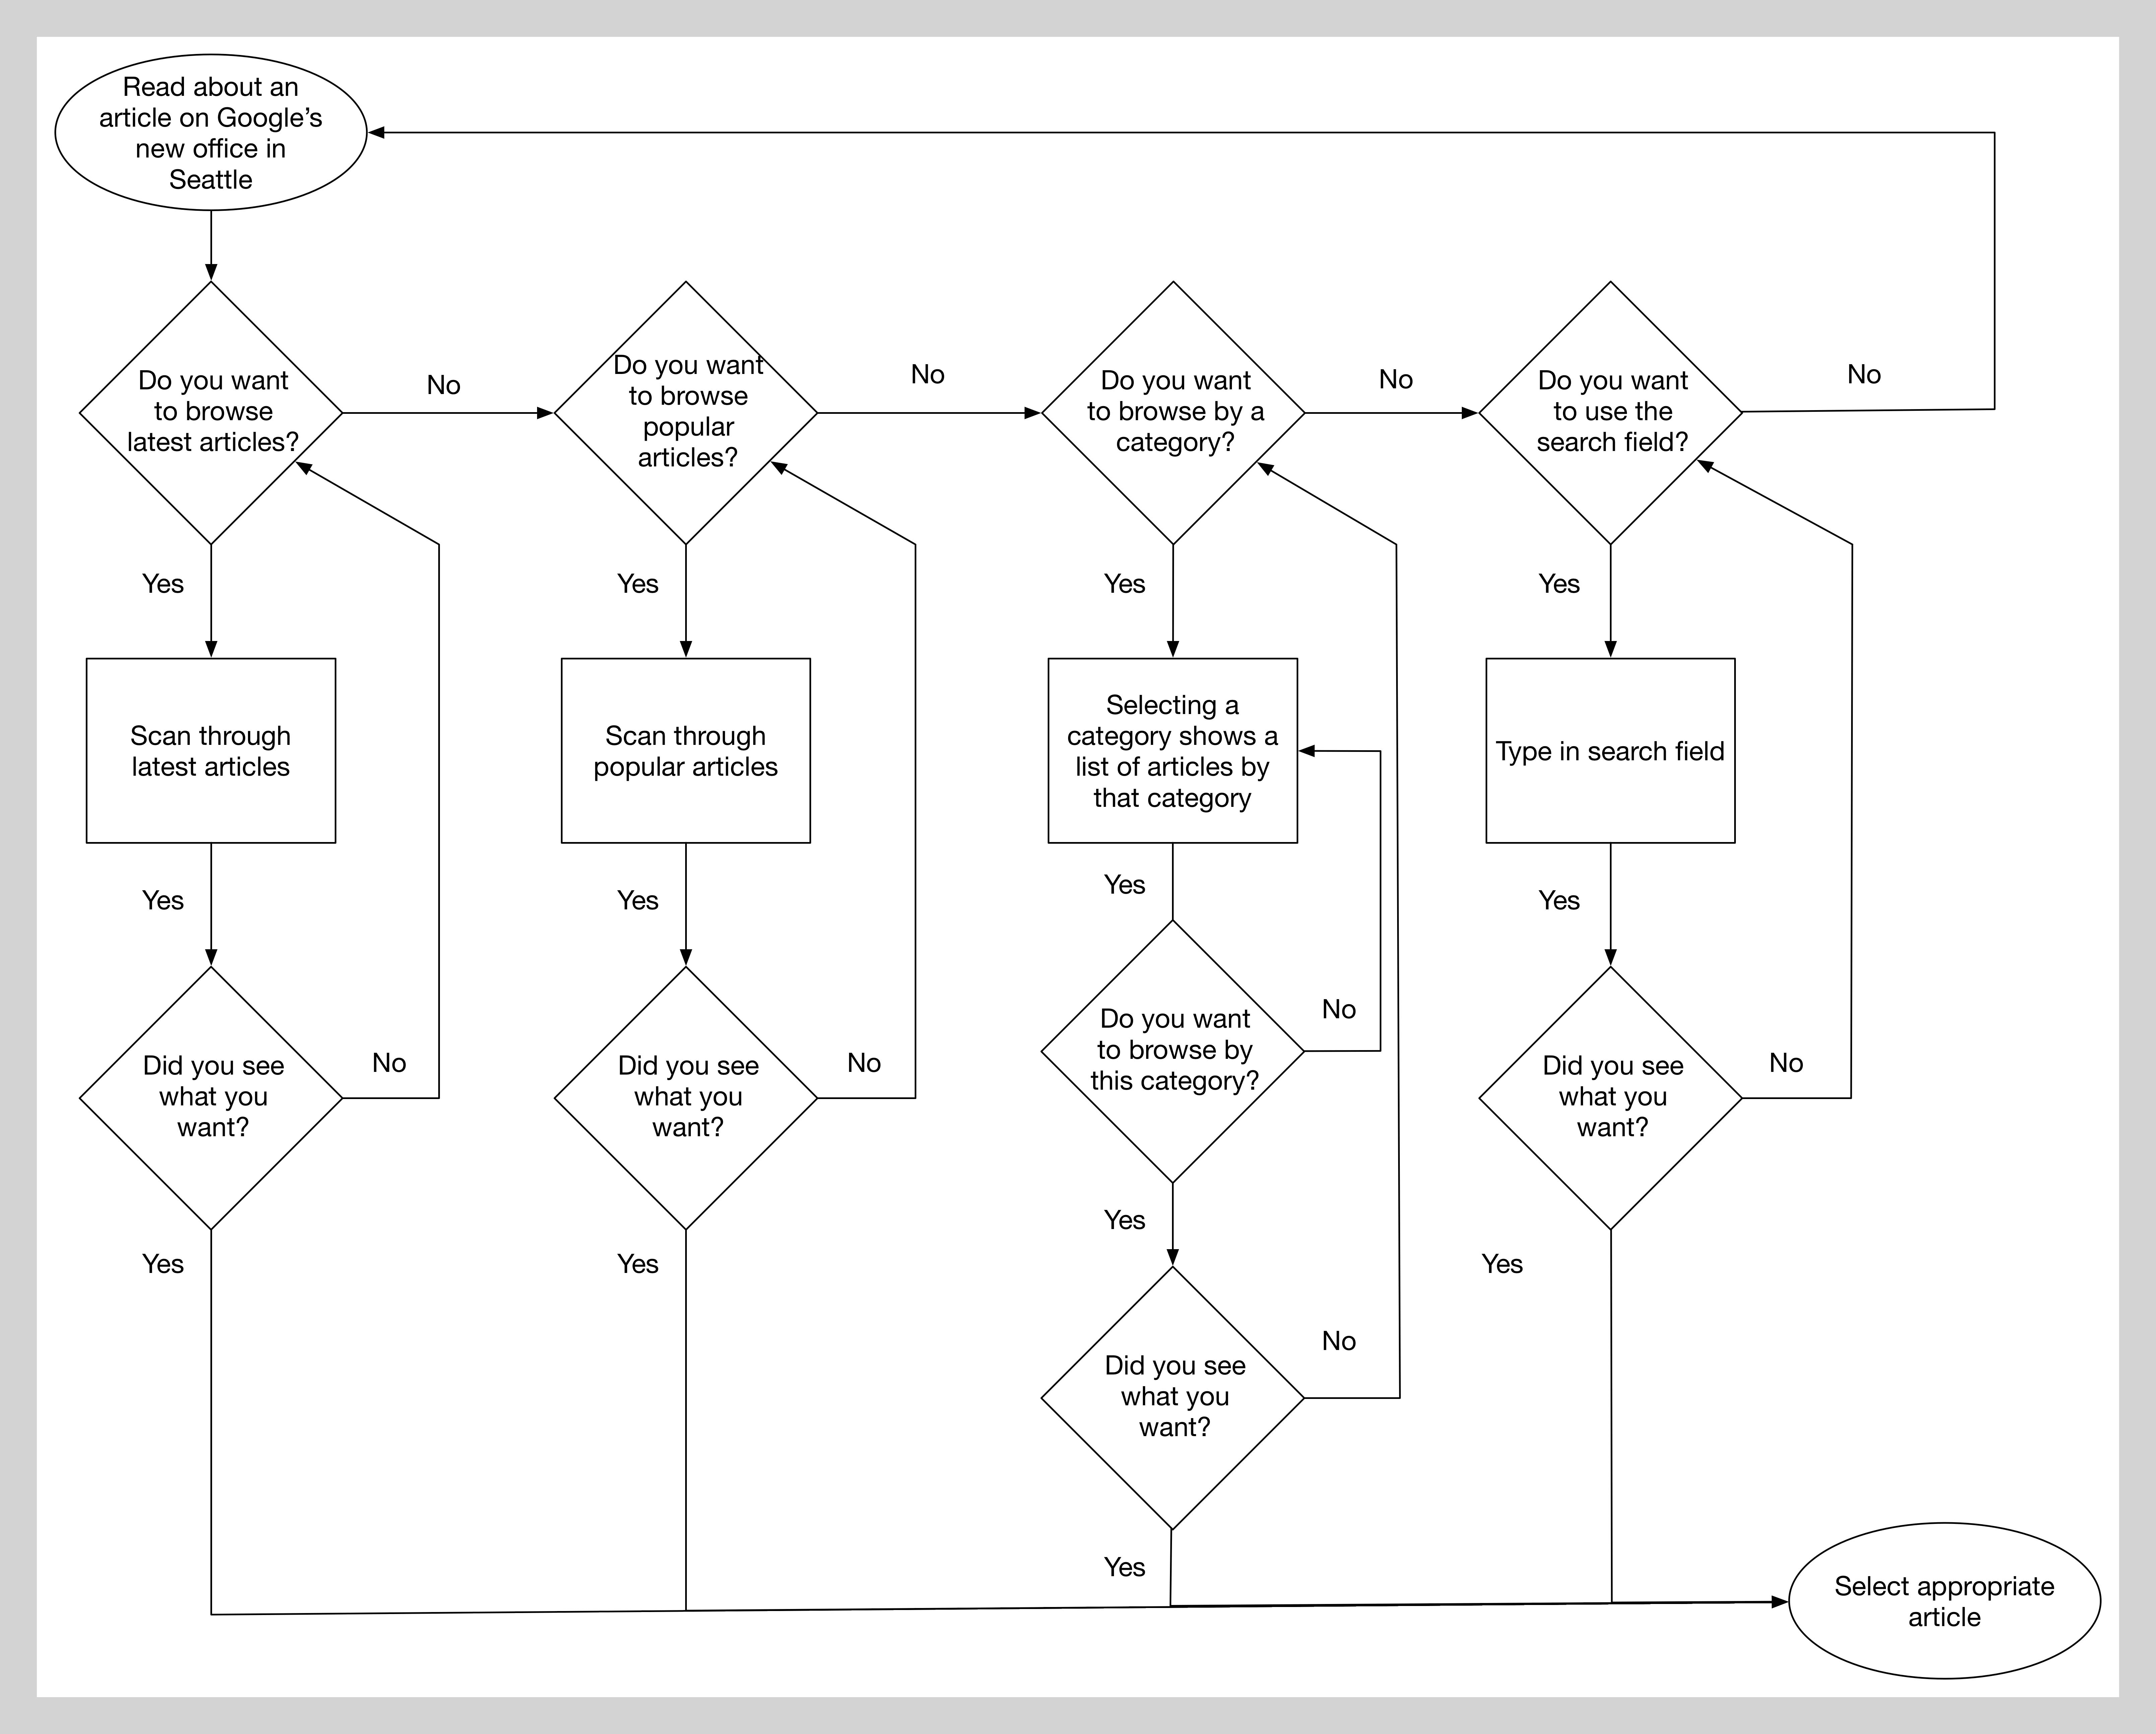 Read about an
article on Google’s
new office in
Seattle
Do you want
to browse
latest articles?
No
Do you want
to browse
popular
articles?
No
Do you want
to browse by a
category?
No
Do you want
to use the
search field?
No
Yes
Yes
Yes
Yes
Scan through
latest articles
Scan through
popular articles
Selecting a
category shows a
list of articles by
that category
Type in search field
Yes
Yes
Yes
Yes
Did you see
what you
want?
No
Did you see
what you
want?
No
Do you want
to browse by
this category?
No
Did you see
what you
want?
No
Yes
Yes
Yes
Yes
Did you see
what you
want?
No
Yes
Select appropriate
article